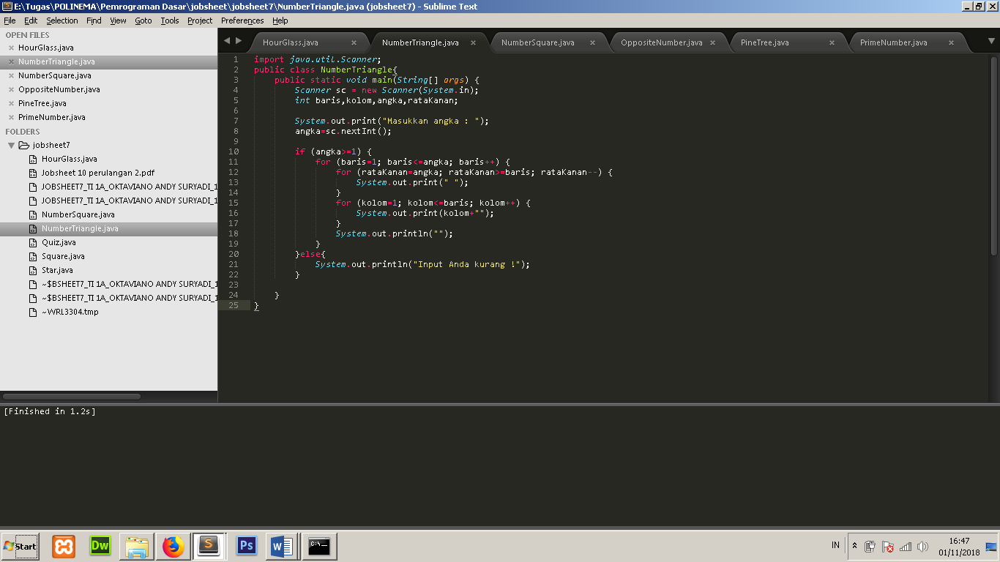 E:\Tugas\POLINEMA\Pemrograman Dasar\jobsheet\jobsheet7\NumberTriangle.java (jobsheet7) - Sublime Text
File Edit Selection Find View Goto Tools Project Preferences Help
OPEN FILES
HourGlass.java
NumberTriangle.java
NumberSquare.java
OppositeNumber.java
PineTree.java
PrimeNumber.java
FOLDERS
jobsheet7
HourGlass.java
Jobsheet 10 perulangan 2.pdf
JOBSHEET7_TI 1A_OKTAVIANO ANDY SURYADI_1
JOBSHEET7_TI 1A_OKTAVIANO ANDY SURYADI_1
NumberSquare.java
NumberTriangle.java
Quiz.java
Square.java
Star.java
~$BSHEET7_TI 1A_OKTAVIANO ANDY SURYADI_1
~$BSHEET7_TI 1A_OKTAVIANO ANDY SURYADI_1
~WRL3304.tmp
HourGlass.java NumberTriangle.java NumberSquare.java OppositeNumber.java PineTree.java PrimeNumber.java
1 import java.util.Scanner;
2 public class NumberTriangle{
3     public static void main(String[] args) {
4         Scanner sc = new Scanner(System.in);
5         int baris,kolom,angka,rataKanan;
6
7         System.out.print("Masukkan angka : ");
8         angka=sc.nextInt();
9
10         if (angka>=1) {
11             for (baris=1; baris<=angka; baris++) {
12                 for (rataKanan=angka; rataKanan>=baris; rataKanan--) {
13                     System.out.print(" ");
14                 }
15                 for (kolom=1; kolom<=baris; kolom++) {
16                     System.out.print(kolom+"");
17                 }
18                 System.out.println("");
19             }
20         }else{
21             System.out.println("Input Anda kurang !");
22         }
23
24     }
25 }
[Finished in 1.2s]
Start
Dw
Ps
IN
16:47
01/11/2018